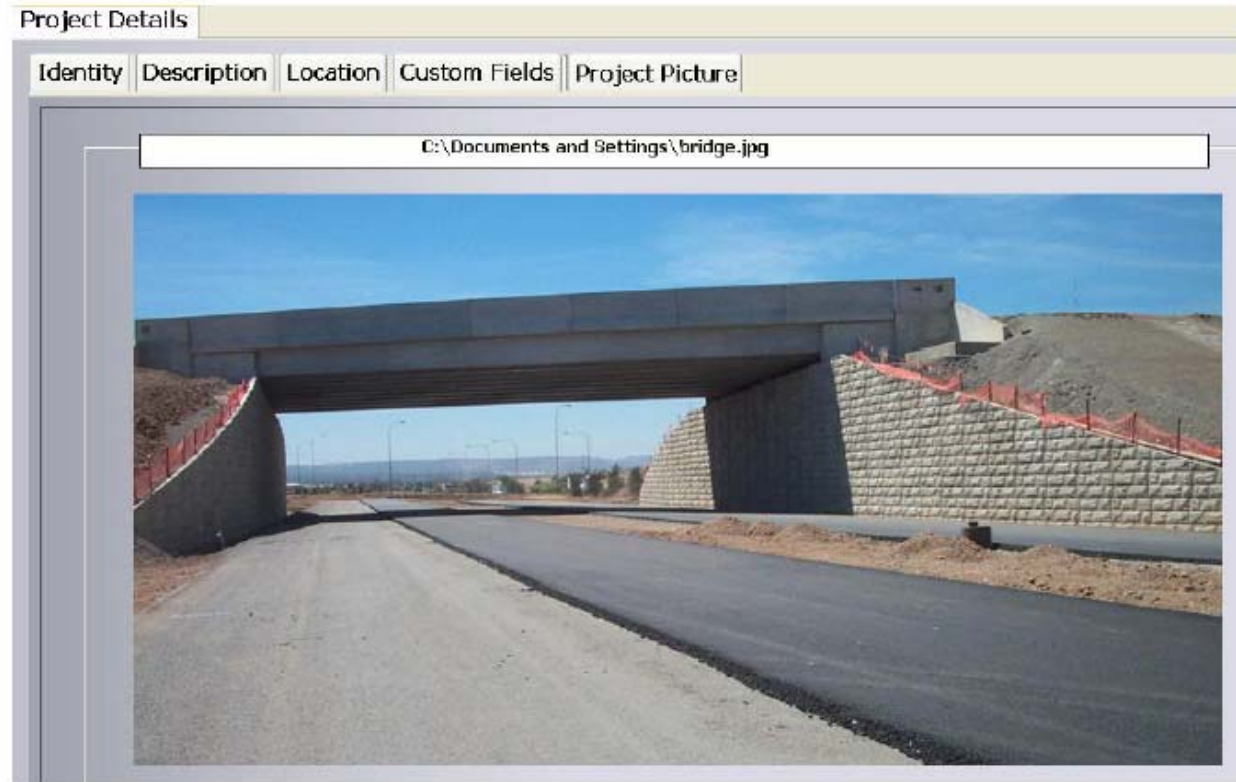 Project Details
Identity Description Location Custom Fields Project Picture
C:\Documents and Settings\bridge.jpg